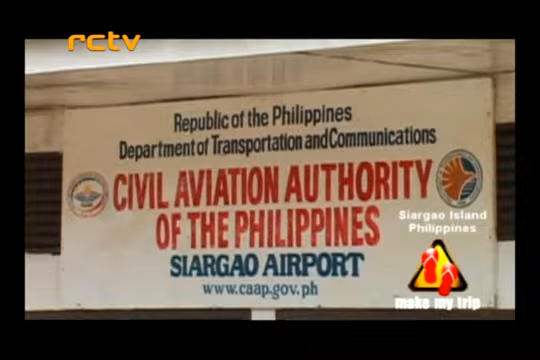 rctv
Republic of the Philippines
Department of Transportation and Communications
CIVIL AVIATION AUTHORITY
OF THE PHILIPPINES
SIARGAO AIRPORT
www.caap.gov.ph
Siargao Island
Philippines
make my trip